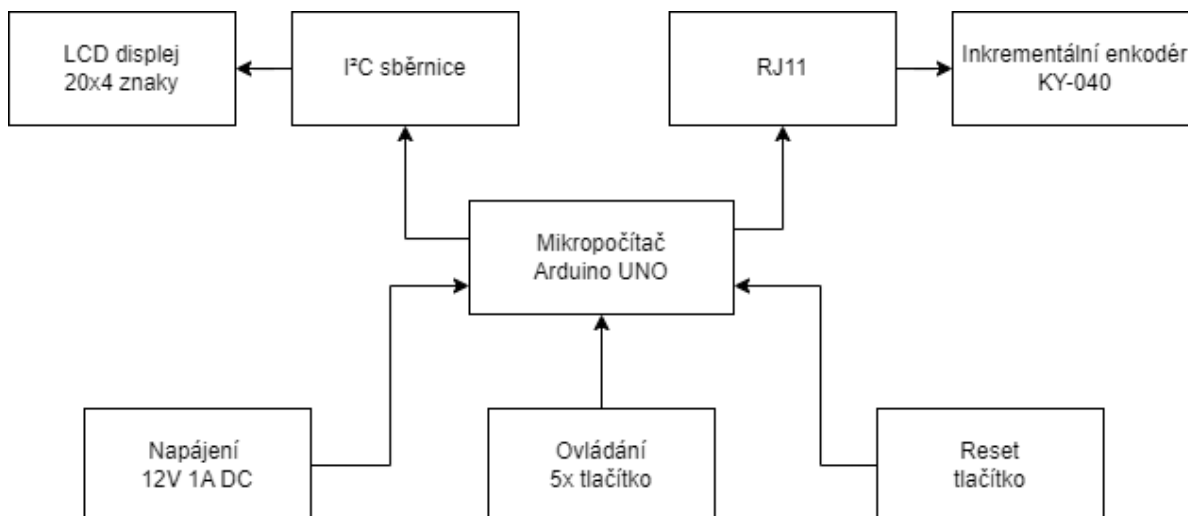 LCD displej
20x4 znaky
I²C sběrnice
RJ11
Inkrementální enkodér
KY-040
Mikropočítač
Arduino UNO
Napájení
12V 1A DC
Ovládání
5x tlačítko
Reset
tlačítko